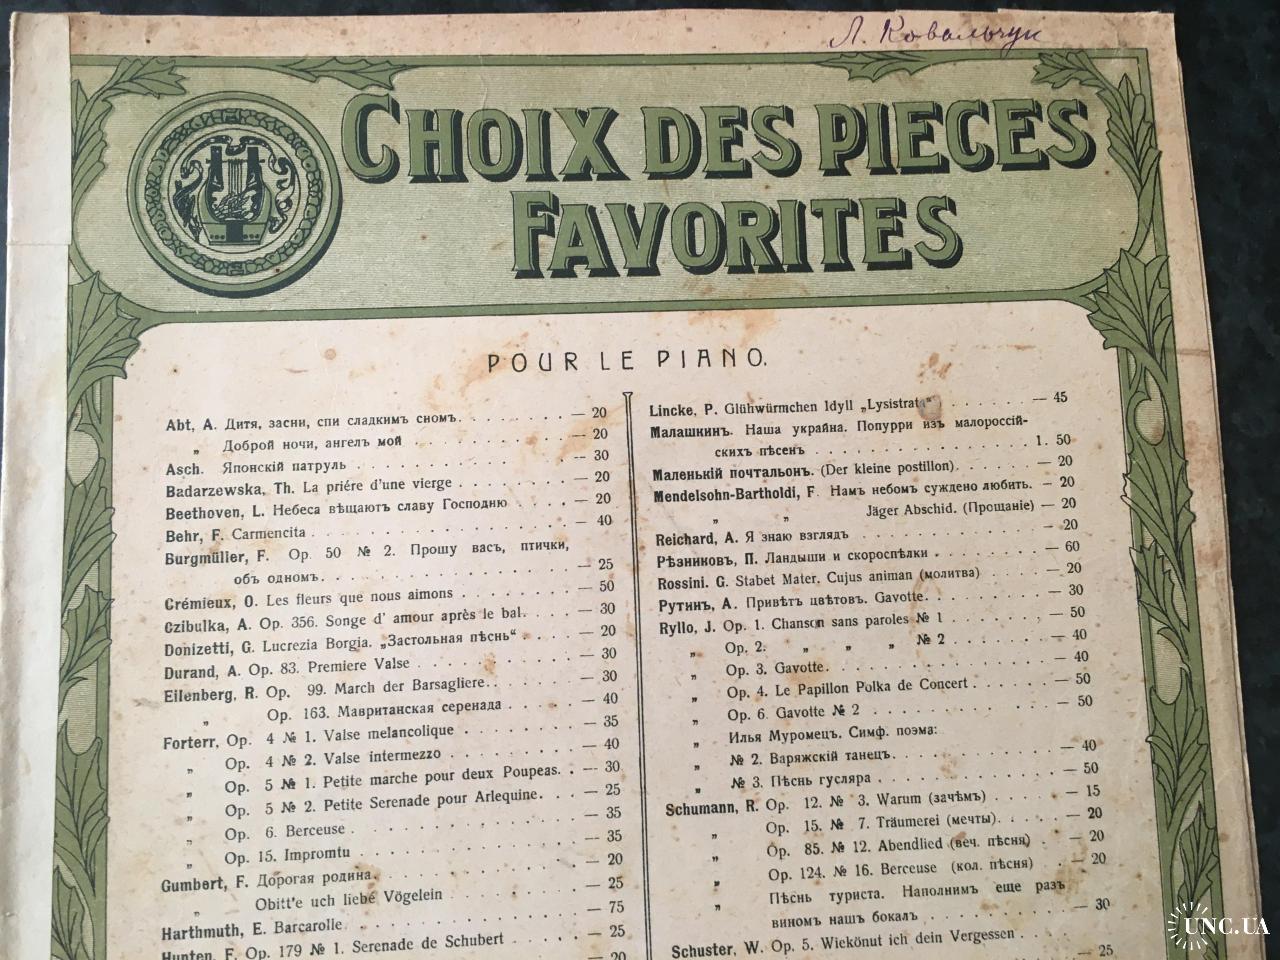 Л. Ковальчук
CHOIX DES PIECES
FAVORITES
POUR LE PIANO.
Abt, A. Дитя, засни, спи сладкимъ сномъ. — 20
„ Доброй ночи, ангелъ мой — 20
Asch. Японскій патруль — 30
Badarzewska, Th. La priére d'une vierge — 20
Beethoven, L. Небеса вѣщаютъ славу Господню — 20
Behr, F. Carmencita — 40
Burgmüller, F. Op. 50 № 2. Прошу васъ, птички,
объ одномъ. — 25
Crémieux, O. Les fleurs que nous aimons — 50
Czibulka, A. Op. 356. Songe d' amour après le bal. — 30
Donizetti, G. Lucrezia Borgia. „Застольная пѣснь“ — 20
Durand, A. Op. 83. Premiere Valse — 30
Eilenberg, R. Op. 99. March der Barsagliere. — 30
„ Op. 163. Мавританская серенада — 40
Forterr, Op. 4 № 1. Valse melancolique — 35
„ Op. 4 № 2. Valse intermezzo — 40
„ Op. 5 № 1. Petite marche pour deux Poupeas. — 30
„ Op. 5 № 2. Petite Serenade pour Arlequine. — 25
„ Op. 6. Berceuse — 35
„ Op. 15. Impromtu — 35
Gumbert, F. Дорогая родина. — 20
„ Obitt'e uch liebé Vögelein — 25
Harthmuth, E. Barcarolle — 75
Hunten, F. Op. 179 № 1. Serenade de Schubert — 25
— 20
Lincke, P. Glühwürmchen Idyll „Lysistrata“ — 45
Малашкинъ. Наша украйна. Попурри изъ малороссій-
скихъ пѣсенъ 1. 50
Маленькій почтальонъ. (Der kleine postillon). — 20
Mendelsohn-Bartholdi, F. Намъ небомъ суждено любить. — 20
„ „ Jäger Abschid. (Прощаніе) — 20
Reichard, A. Я знаю взглядъ — 20
Рѣзниковъ, П. Ландыши и скороспѣлки — 60
Rossini. G. Stabet Mater. Cujus animan (молитва) — 20
Рутинъ, А. Привѣтъ цвѣтовъ. Gavotte. — 30
Ryllo, J. Op. 1. Chanson sans paroles № 1 — 50
„ Op. 2. „ „ „ № 2 — 40
„ Op. 3. Gavotte. — 40
„ Op. 4. Le Papillon Polka de Concert — 50
„ Op. 6. Gavotte № 2 — 50
„ Илья Муромецъ. Симф. поэма:
„ № 2. Варяжскій танецъ. — 40
„ № 3. Пѣснь гусляра — 50
Schumann, R. Op. 12. № 3. Warum (зачѣмъ) — 15
„ Op. 15. № 7. Träumerei (мечты). — 20
„ Op. 85. № 12. Abendlied (веч. пѣсня) — 20
„ Op. 124. № 16. Berceuse (кол. пѣсня) — 20
„ Пѣснь туриста. Наполнимъ еще разъ
виномъ нашъ бокалъ — 30
Schuster, W. Op. 5. Wiekönut ich dein Vergessen — 25
UNC.UA